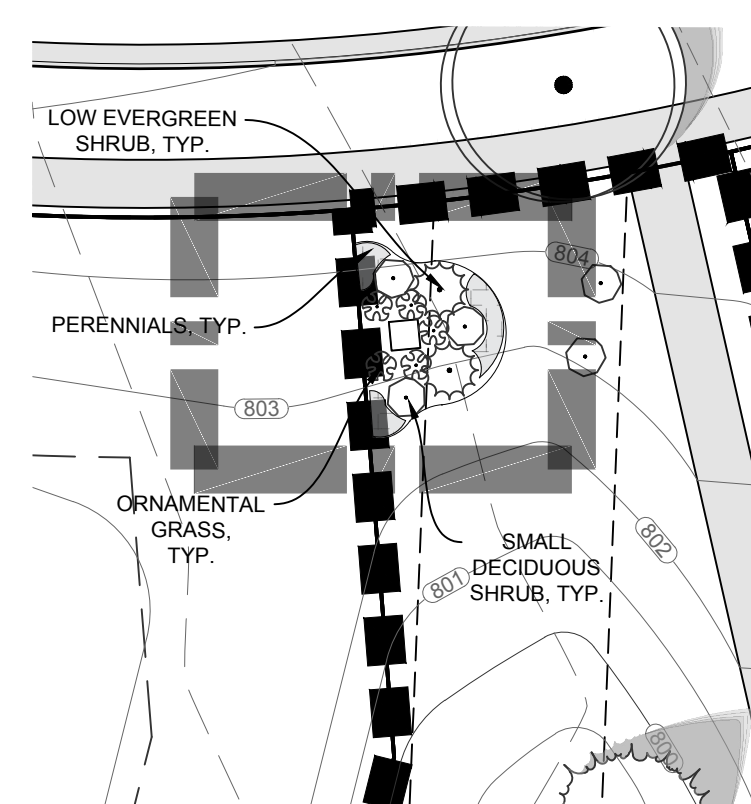 LOW EVERGREEN
SHRUB, TYP.
804
PERENNIALS, TYP.
803
ORNAMENTAL
GRASS,
TYP.
SMALL
DECIDUOUS
SHRUB, TYP.
802
801
800